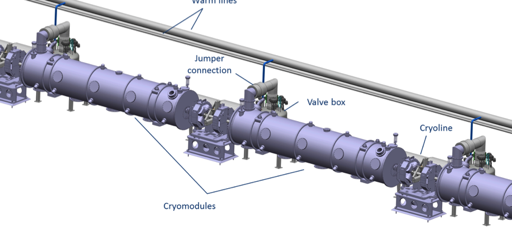 Warm lines
Jumper
connection
Valve box
Cryoline
Cryomodules